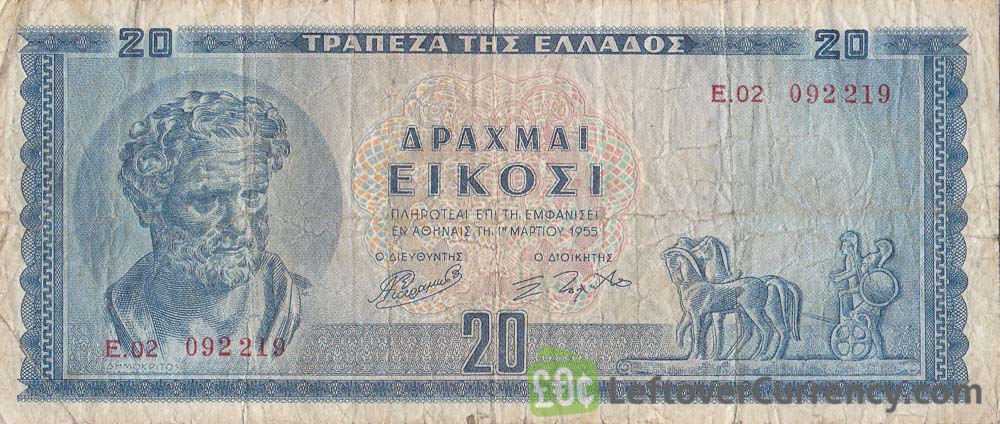 20 ΤΡΑΠΕΖΑ ΤΗΣ ΕΛΛΑΔΟΣ 20
Ε.02 092219
ΔΡΑΧΜΑΙ
ΕΙΚΟΣΙ
ΠΛΗΡΩΤΕΑΙ ΕΠΙ ΤΗ ΕΜΦΑΝΙΣΕΙ
ΕΝ ΑΘΗΝΑΙΣ ΤΗ 1η ΜΑΡΤΙΟΥ 1955
Ο ΔΙΕΥΘΥΝΤΗΣ Ο ΔΙΟΙΚΗΤΗΣ
Ε.02 092219
ΔΗΜΟΚΡΙΤΟΣ
20
£0¢ LeftoverCurrency.com